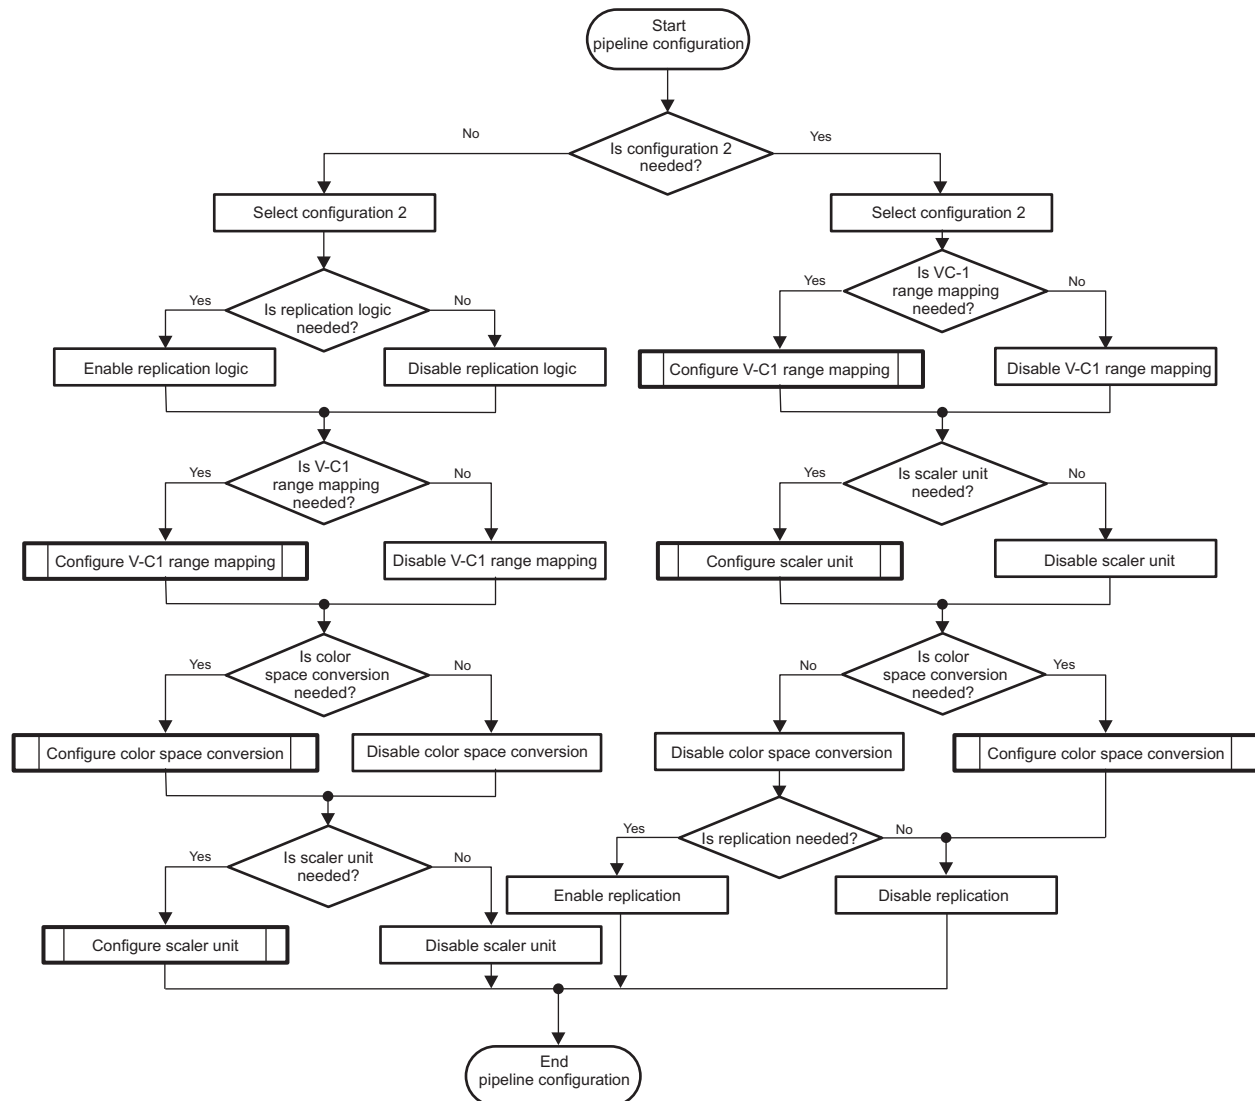 Start
pipeline configuration
No
Yes
Is configuration 2
needed?
Select configuration 2
Select configuration 2
Is VC-1
range mapping
needed?
Yes
No
Is replication logic
needed?
Yes
No
Enable replication logic
Disable replication logic
Configure V-C1 range mapping
Disable V-C1 range mapping
Is V-C1
range mapping
needed?
Yes
No
Is scaler unit
needed?
Yes
No
Configure V-C1 range mapping
Disable V-C1 range mapping
Configure scaler unit
Disable scaler unit
Is color
space conversion
needed?
Yes
No
Is color
space conversion
needed?
No
Yes
Configure color space conversion
Disable color space conversion
Disable color space conversion
Configure color space conversion
Is replication needed?
Yes
No
Is scaler unit
needed?
Yes
No
Enable replication
Disable replication
Configure scaler unit
Disable scaler unit
End
pipeline configuration